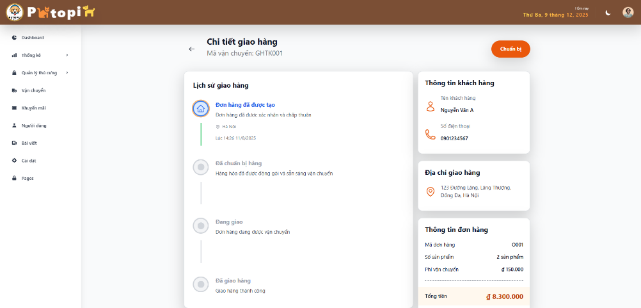 Petopia
Thứ Ba, 9 tháng 12, 2025
Dashboard
Thống kê
Quản lý thú cưng
Vận chuyển
Khuyến mãi
Người dùng
Bài viết
Cài đặt
Pages
Chi tiết giao hàng
Mã vận chuyển: GHTK001
Chuẩn bị
Lịch sử giao hàng
Đơn hàng đã được tạo
Đơn hàng đã được xác nhận và chấp thuận
Hà Nội
Đã chuẩn bị hàng
Hàng hóa đã được đóng gói và sẵn sàng vận chuyển
Đang giao
Đơn hàng đang được vận chuyển
Đã giao hàng
Giao hàng thành công
Thông tin khách hàng
Tên khách hàng
Nguyễn Văn A
Số điện thoại
0901234567
Địa chỉ giao hàng
123 Đường Láng, Láng Thượng,
Đống Đa, Hà Nội
Thông tin đơn hàng
Mã đơn hàng
O001
Số sản phẩm
2 sản phẩm
Phí vận chuyển
₫ 150.000
Tổng tiền
₫ 8.300.000